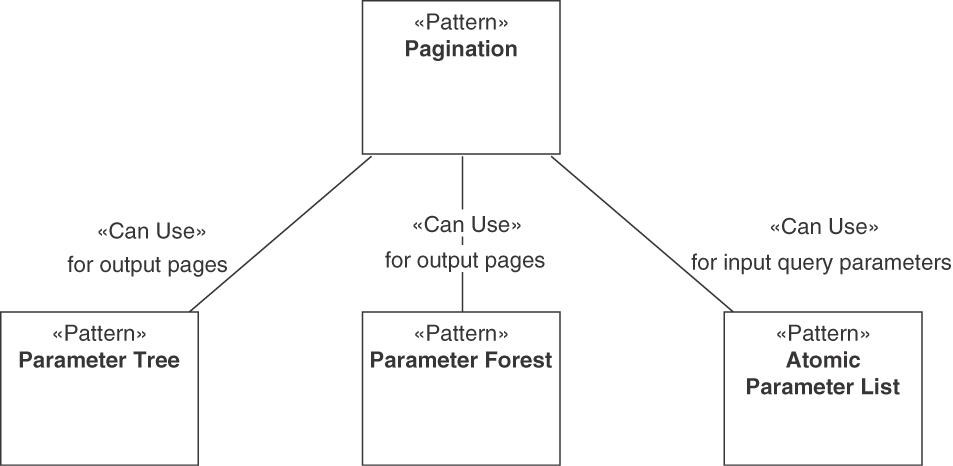 «Pattern»
Pagination
«Can Use»
for output pages
«Can Use»
for output pages
«Can Use»
for input query parameters
«Pattern»
Parameter Tree
«Pattern»
Parameter Forest
«Pattern»
Atomic
Parameter List